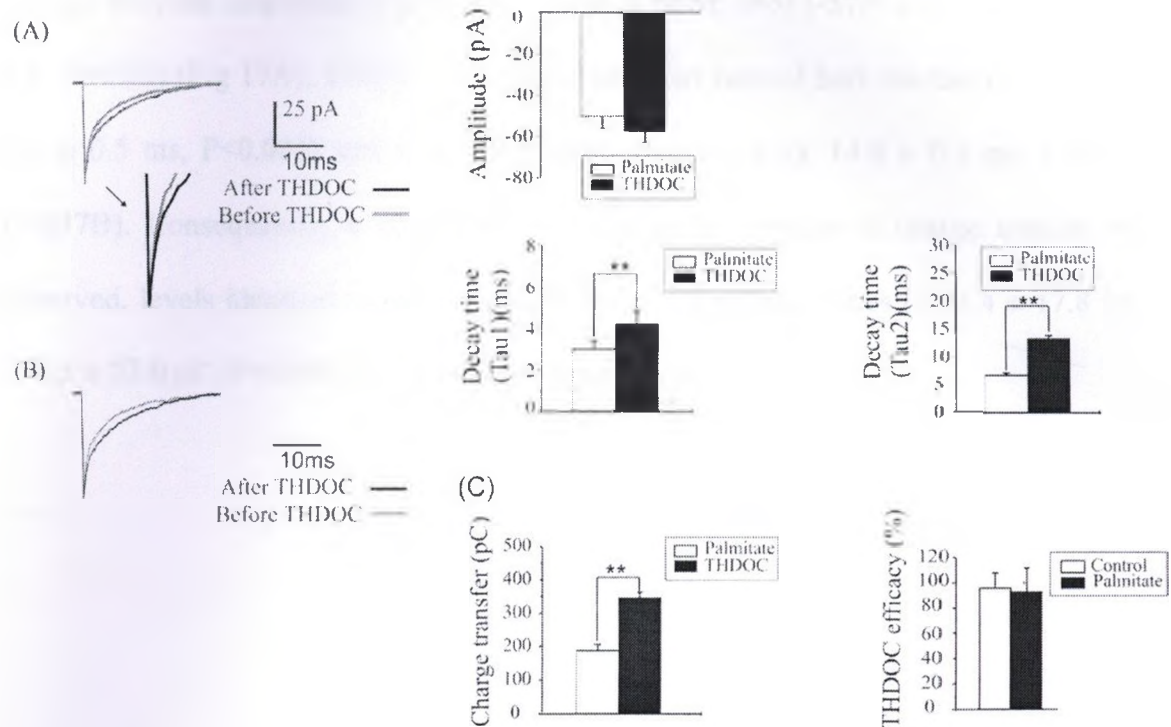 (A)
25 pA
10ms
After THDOC
Before THDOC
Amplitude (pA)
0
-20
-40
-60
-80
Palmitate
THDOC
Decay time
(Tau1)(ms)
8
6
4
2
0
**
Palmitate
THDOC
Decay time
(Tau2)(ms)
30
25
20
15
10
5
0
**
Palmitate
THDOC
(B)
10ms
After THDOC
Before THDOC
(C)
Charge transfer (pC)
500
400
300
200
100
0
**
Palmitate
THDOC
THDOC efficacy (%)
120
100
80
60
40
20
0
Control
Palmitate